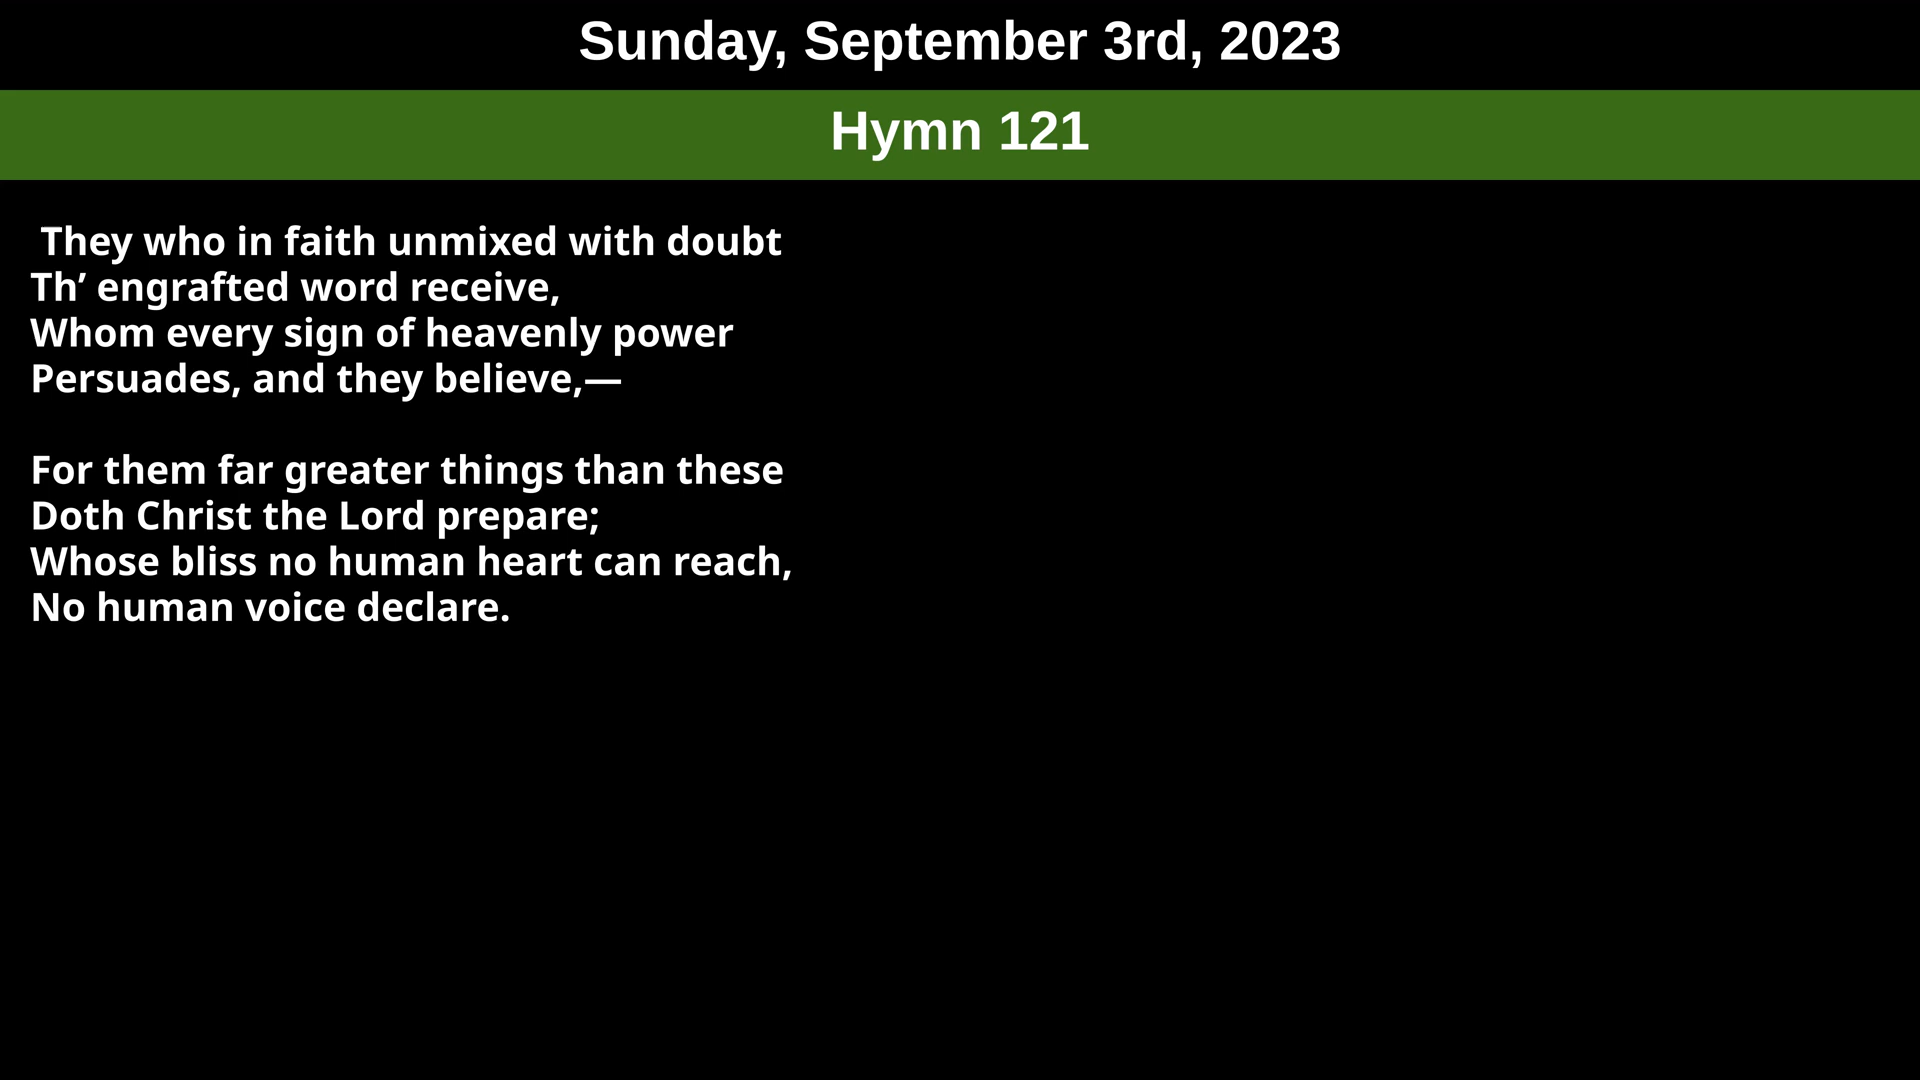 Sunday, September 3rd, 2023
Hymn 121
They who in faith unmixed with doubt
Th’ engrafted word receive,
Whom every sign of heavenly power
Persuades, and they believe,—
For them far greater things than these
Doth Christ the Lord prepare;
Whose bliss no human heart can reach,
No human voice declare.